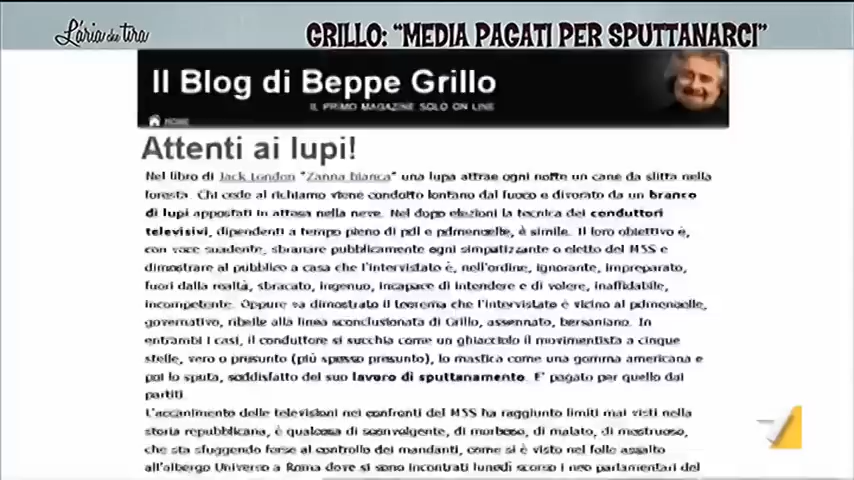 L'aria che tira
GRILLO: "MEDIA PAGATI PER SPUTTANARCI"
Il Blog di Beppe Grillo
IL PRIMO MAGAZINE SOLO ON LINE
HOME
Attenti ai lupi!
Nel libro di Jack London "Zanna bianca" una lupa attrae ogni notte un cane da slitta nella
foresta. Chi cede al richiamo viene condotto lontano dal fuoco e divorato da un branco
di lupi appostati in attesa nella neve. Nel dopo elezioni la tecnica dei conduttori
televisivi, dipendenti a tempo pieno di pdl e pdmenoelle, è simile. Il loro obiettivo è,
con voce suadente, sbranare pubblicamente ogni simpatizzante o eletto del M5S e
dimostrare al pubblico a casa che l'intervistato è, nell'ordine, ignorante, impreparato,
fuori dalla realtà, sbracato, ingenuo, incapace di intendere e di volere, inaffidabile,
incompetente. Oppure va dimostrato il teorema che l'intervistato è vicino al pdmenoelle,
governativo, ribelle alla linea sconclusionata di Grillo, assennato, bersaniano. In
entrambi i casi, il conduttore si succhia come un ghiacciolo il movimentista a cinque
stelle, vero o presunto (più spesso presunto), lo mastica come una gomma americana e
poi lo sputa, soddisfatto del suo lavoro di sputtanamento. E' pagato per quello dai
partiti.
L'accanimento delle televisioni nei confronti del M5S ha raggiunto limiti mai visti nella
storia repubblicana, è qualcosa di sconvolgente, di morboso, di malato, di mostruoso,
che sta sfuggendo forse al controllo dei mandanti, come si è visto nel folle assalto
all'albergo Universo a Roma dove si sono incontrati lunedì scorso i neo parlamentari del